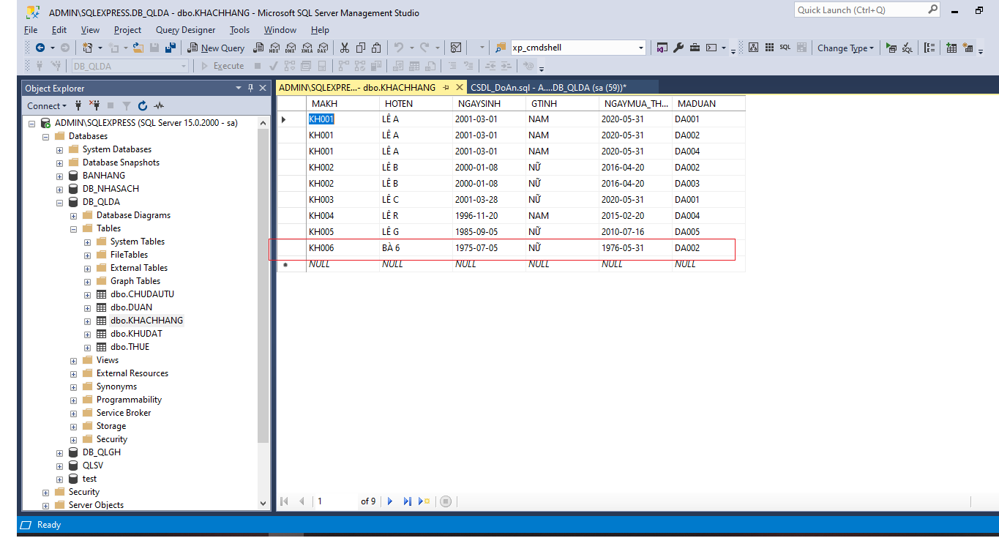 ADMIN\SQLEXPRESS.DB_QLDA - dbo.KHACHHANG - Microsoft SQL Server Management Studio
Quick Launch (Ctrl+Q)
File Edit View Project Query Designer Tools Window Help
New Query MDX DMX XMLA DAX xp_cmdshell SQL Change Type SQL
DB_QLDA Execute
Object Explorer
Connect
ADMIN\SQLEXPRESS (SQL Server 15.0.2000 - sa)
Databases
System Databases
Database Snapshots
BANHANG
DB_NHASACH
DB_QLDA
Database Diagrams
Tables
System Tables
FileTables
External Tables
Graph Tables
dbo.CHUDAUTU
dbo.DUAN
dbo.KHACHHANG
dbo.KHUDAT
dbo.THUE
Views
External Resources
Synonyms
Programmability
Service Broker
Storage
Security
DB_QLGH
QLSV
test
Security
Server Objects
ADMIN\SQLEXPRE...- dbo.KHACHHANG CSDL_DoAn.sql - A....DB_QLDA (sa (59))*
MAKH HOTEN NGAYSINH GTINH NGAYMUA_TH... MADUAN
KH001 LÊ A 2001-03-01 NAM 2020-05-31 DA001
KH001 LÊ A 2001-03-01 NAM 2020-05-31 DA002
KH001 LÊ A 2001-03-01 NAM 2020-05-31 DA004
KH002 LÊ B 2000-01-08 NỮ 2016-04-20 DA002
KH002 LÊ B 2000-01-08 NỮ 2016-04-20 DA003
KH003 LÊ C 2001-03-28 NỮ 2020-05-31 DA001
KH004 LÊ R 1996-11-20 NAM 2015-02-20 DA004
KH005 LÊ G 1985-09-05 NỮ 2010-07-16 DA005
KH006 BÀ 6 1975-07-05 NỮ 1976-05-31 DA002
NULL NULL NULL NULL NULL NULL
1 of 9
Ready